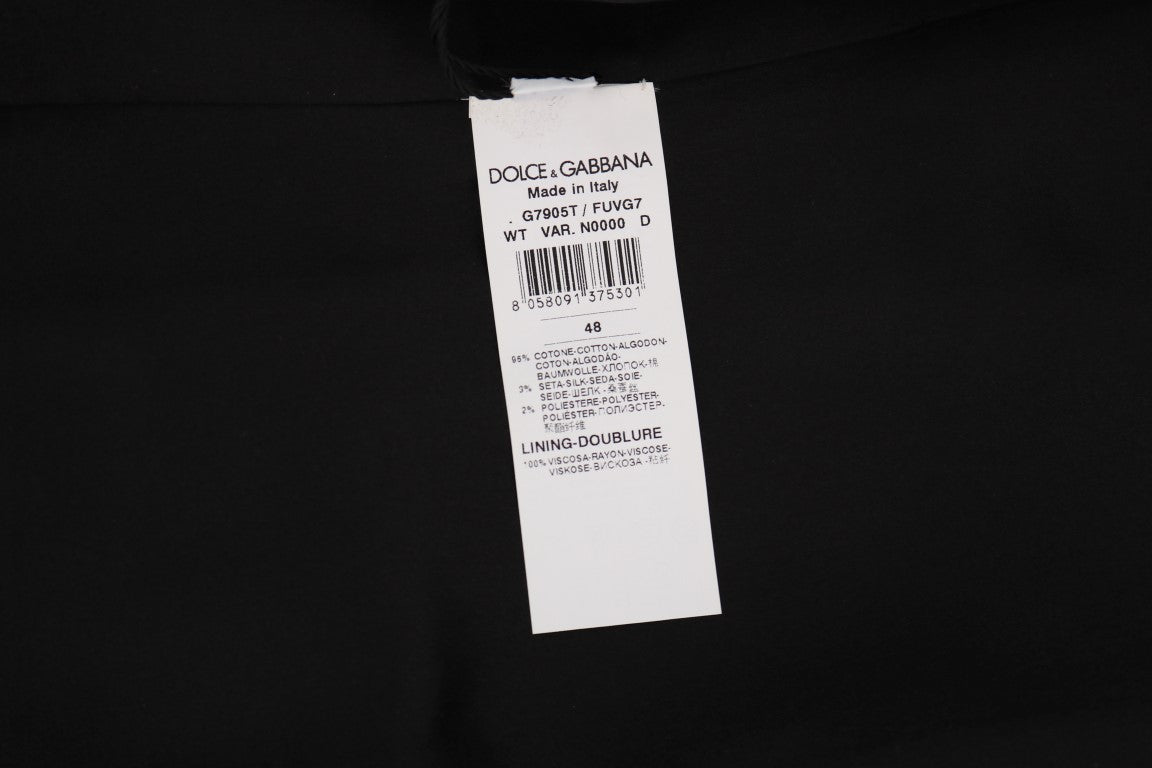 DOLCE & GABBANA
Made in Italy
. G7905T / FUVG7
WT VAR. N0000 D
8 058091 375301
48
95% COTONE-COTTON-ALGODON-
COTON-ALGODÃO-
BAUMWOLLE-ХЛОПОК-棉
3% SETA-SILK-SEDA-SOIE-
SEIDE-ШЕЛК -桑蚕丝
2% POLIESTERE-POLYESTER-
POLIESTER-ПОЛИЭСТЕР-
聚酯纤维
LINING-DOUBLURE
100% VISCOSA-RAYON-VISCOSE-
VISKOSE-ВИСКОЗА -粘纤